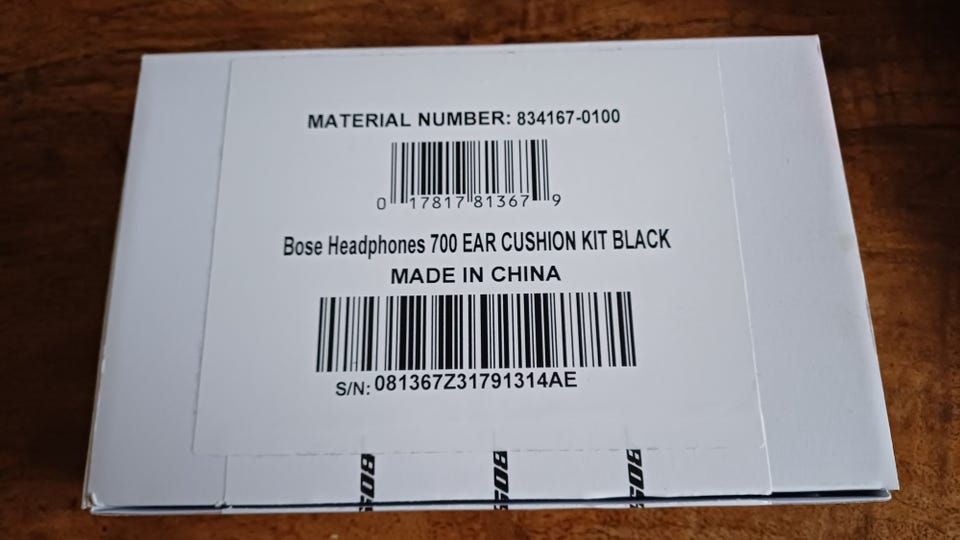 MATERIAL NUMBER: 834167-0100
0 17817 81367 9
Bose Headphones 700 EAR CUSHION KIT BLACK
MADE IN CHINA
S/N: 081367Z31791314AE